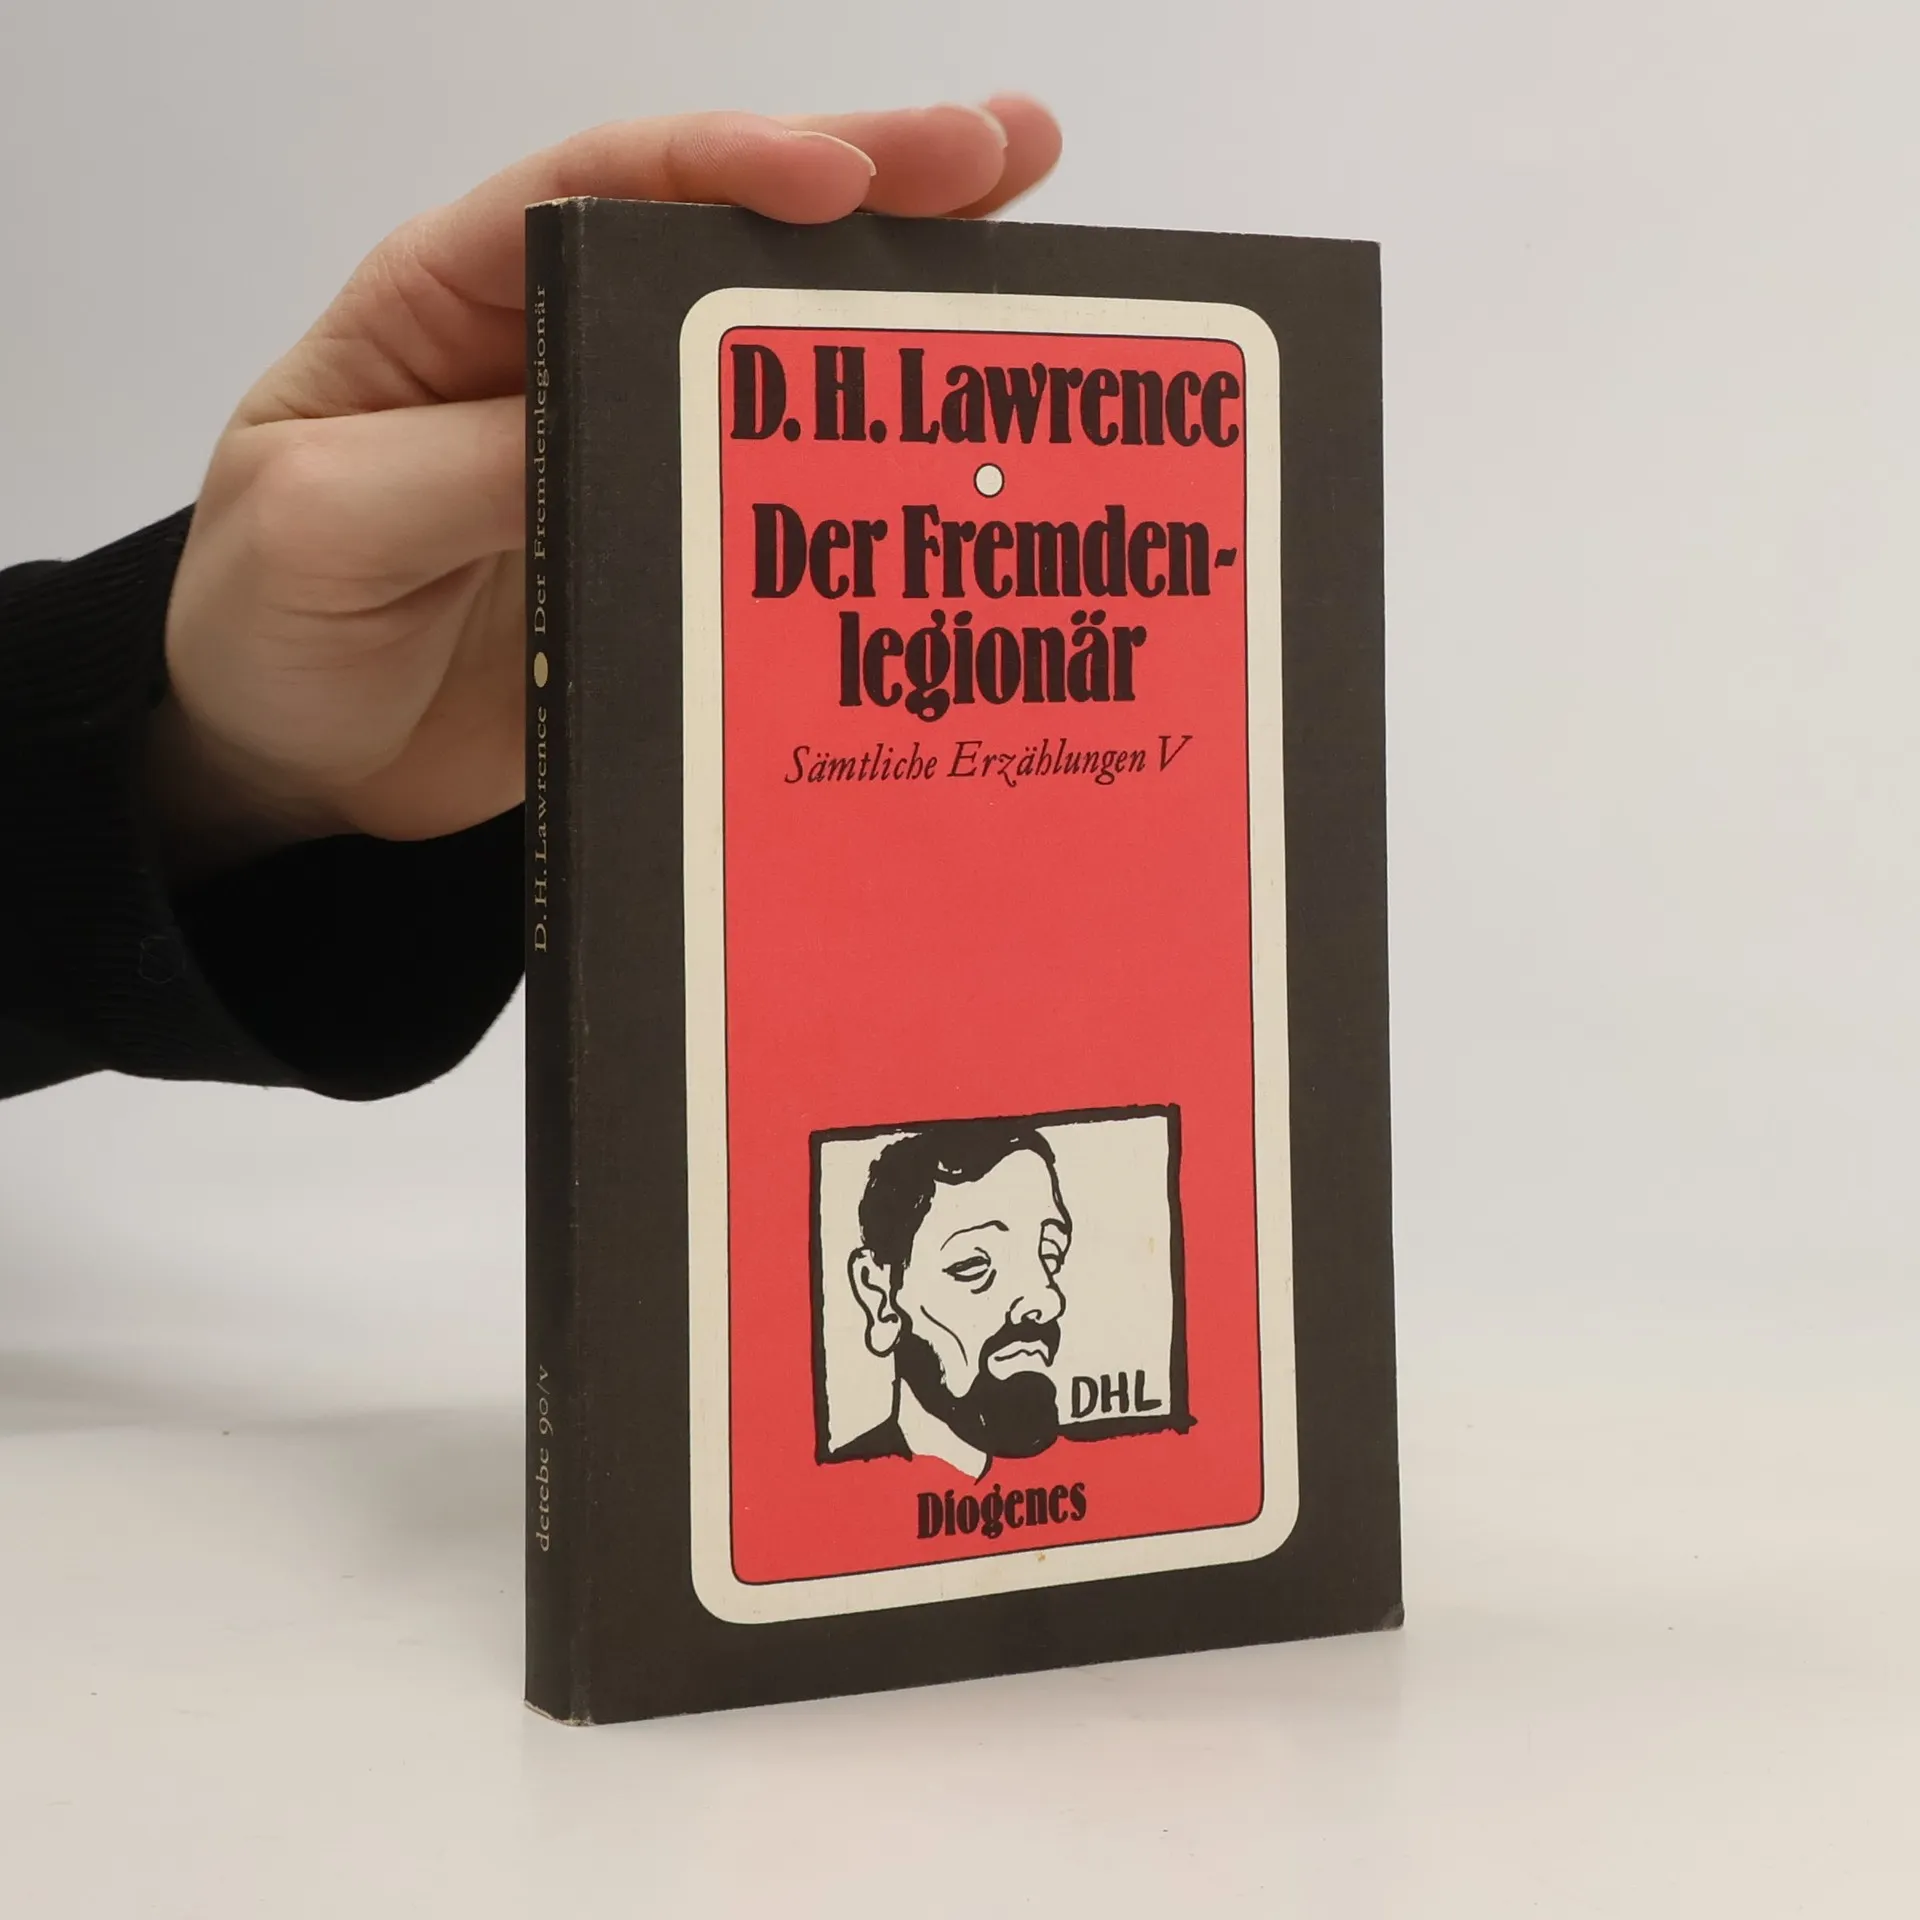 D. H. Lawrence
Der Fremden-
legionär
Sämtliche Erzählungen V
DHL
Diogenes
D. H. Lawrence ● Der Fremdenlegionär
detebe 90/V